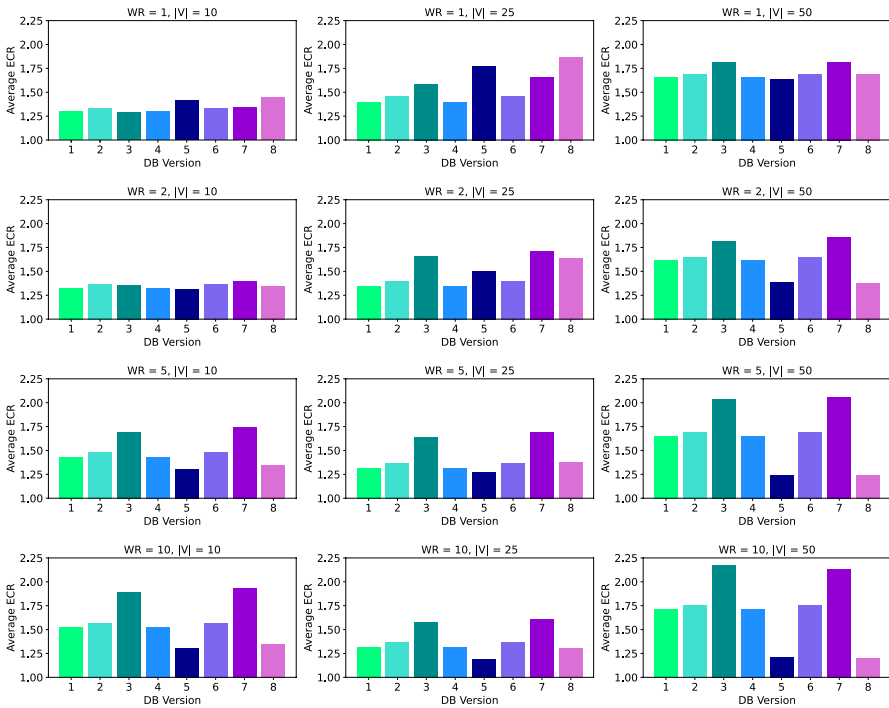 WR = 1, |V| = 10
Average ECR
2.25
2.00
1.75
1.50
1.25
1.00
1 2 3 4 5 6 7 8
DB Version
WR = 1, |V| = 25
Average ECR
2.25
2.00
1.75
1.50
1.25
1.00
1 2 3 4 5 6 7 8
DB Version
WR = 1, |V| = 50
Average ECR
2.25
2.00
1.75
1.50
1.25
1.00
1 2 3 4 5 6 7 8
DB Version
WR = 2, |V| = 10
Average ECR
2.25
2.00
1.75
1.50
1.25
1.00
1 2 3 4 5 6 7 8
DB Version
WR = 2, |V| = 25
Average ECR
2.25
2.00
1.75
1.50
1.25
1.00
1 2 3 4 5 6 7 8
DB Version
WR = 2, |V| = 50
Average ECR
2.25
2.00
1.75
1.50
1.25
1.00
1 2 3 4 5 6 7 8
DB Version
WR = 5, |V| = 10
Average ECR
2.25
2.00
1.75
1.50
1.25
1.00
1 2 3 4 5 6 7 8
DB Version
WR = 5, |V| = 25
Average ECR
2.25
2.00
1.75
1.50
1.25
1.00
1 2 3 4 5 6 7 8
DB Version
WR = 5, |V| = 50
Average ECR
2.25
2.00
1.75
1.50
1.25
1.00
1 2 3 4 5 6 7 8
DB Version
WR = 10, |V| = 10
Average ECR
2.25
2.00
1.75
1.50
1.25
1.00
1 2 3 4 5 6 7 8
DB Version
WR = 10, |V| = 25
Average ECR
2.25
2.00
1.75
1.50
1.25
1.00
1 2 3 4 5 6 7 8
DB Version
WR = 10, |V| = 50
Average ECR
2.25
2.00
1.75
1.50
1.25
1.00
1 2 3 4 5 6 7 8
DB Version